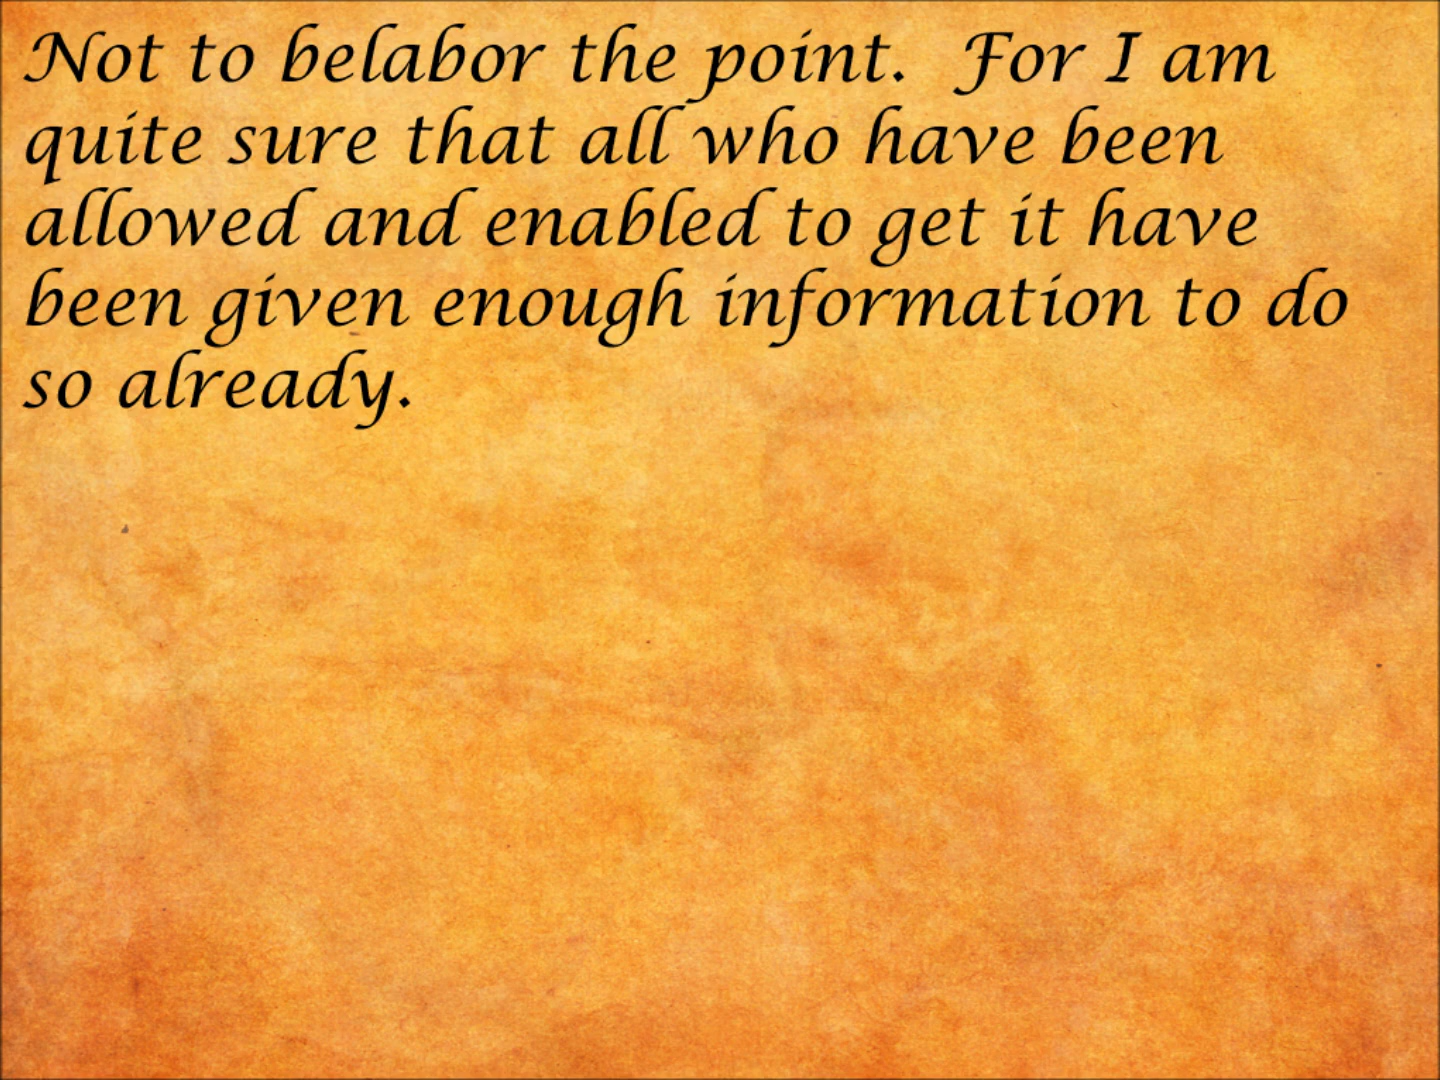 Not to belabor the point.  For I am
quite sure that all who have been
allowed and enabled to get it have
been given enough information to do
so already.